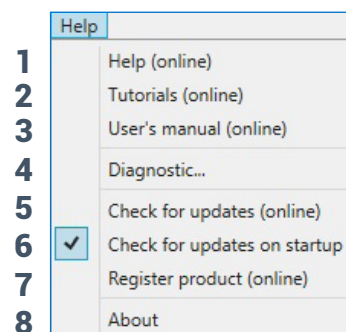 Help
1 Help (online)
2 Tutorials (online)
3 User's manual (online)
4 Diagnostic...
5 Check for updates (online)
6 Check for updates on startup
7 Register product (online)
8 About